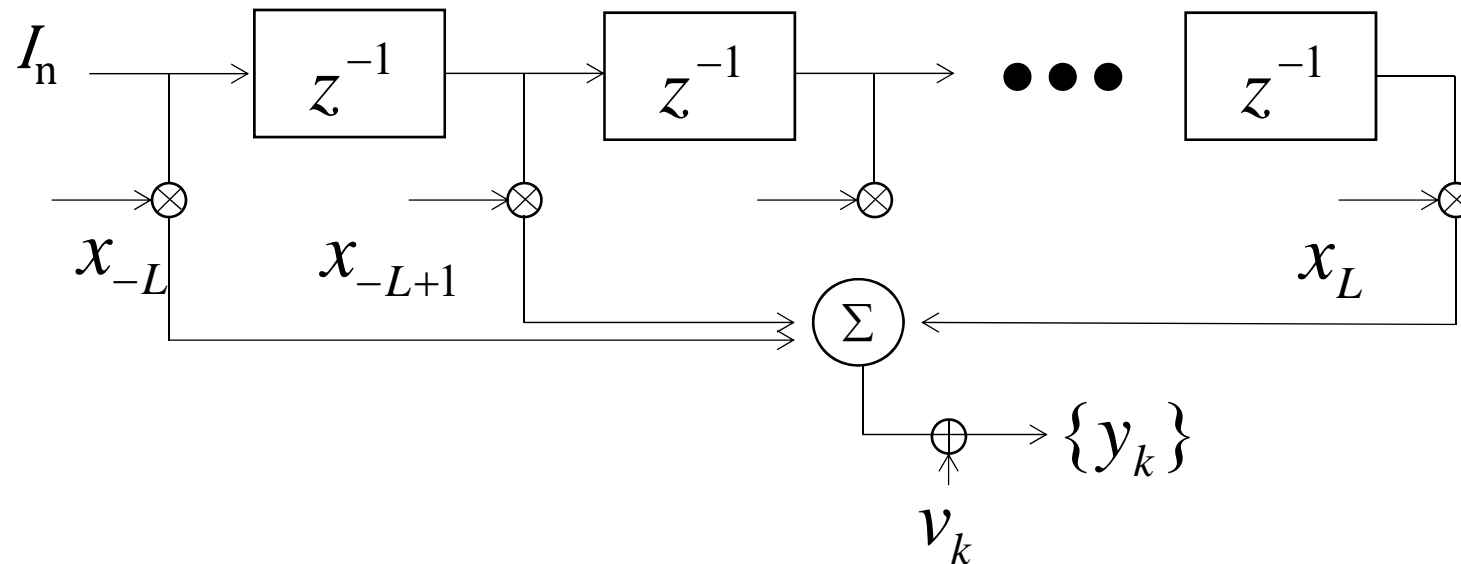 I_n z^{-1} z^{-1} ●●● z^{-1}
x_{-L} x_{-L+1} x_L
Σ
{y_k}
v_k